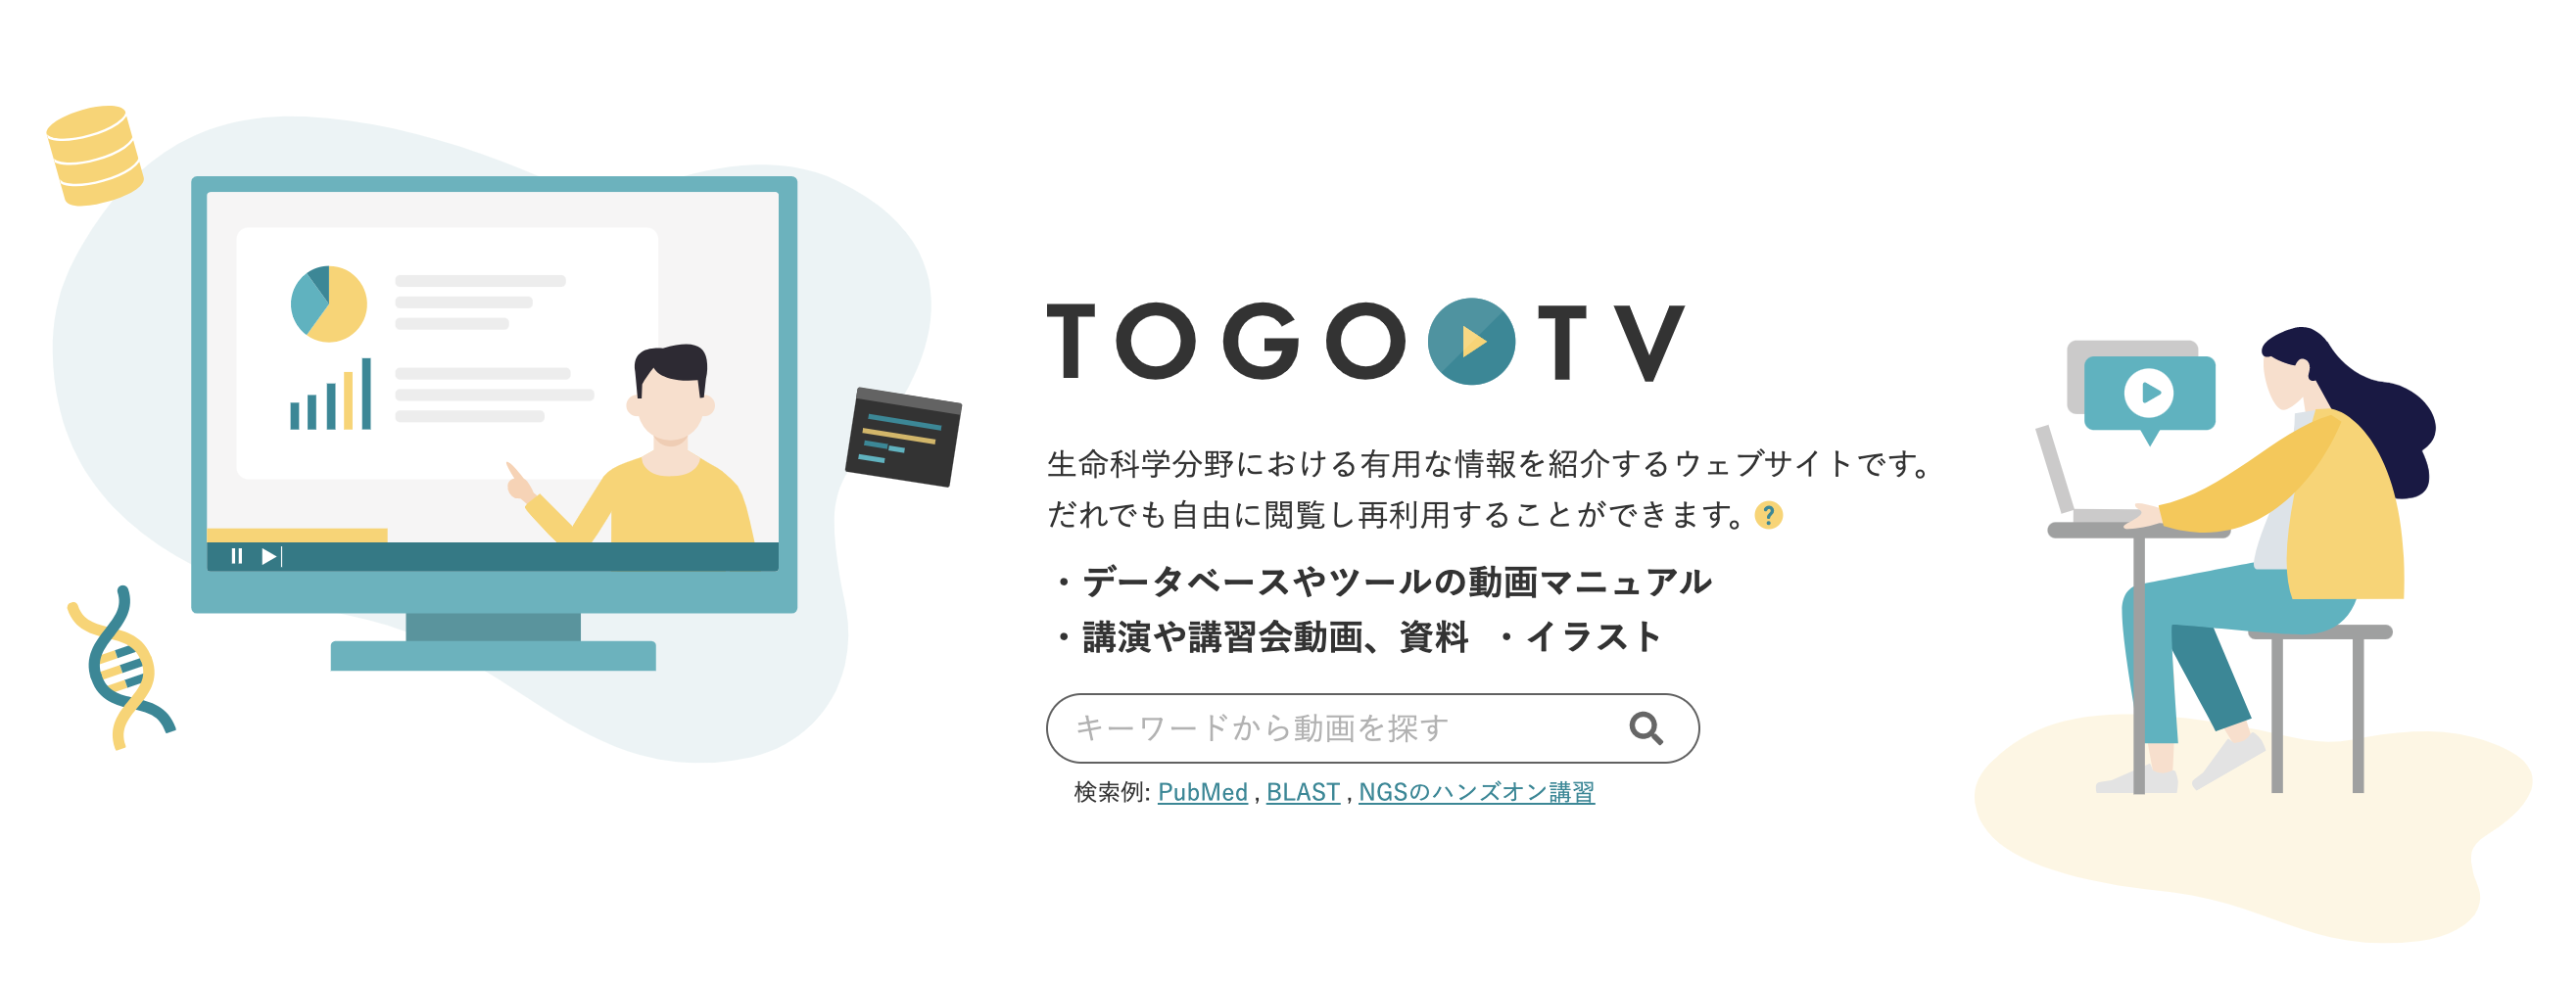 TOGO TV
生命科学分野における有用な情報を紹介するウェブサイトです。
だれでも自由に閲覧し再利用することができます。 ?
・データベースやツールの動画マニュアル
・講演や講習会動画、資料 ・イラスト
キーワードから動画を探す
検索例: PubMed , BLAST , NGSのハンズオン講習